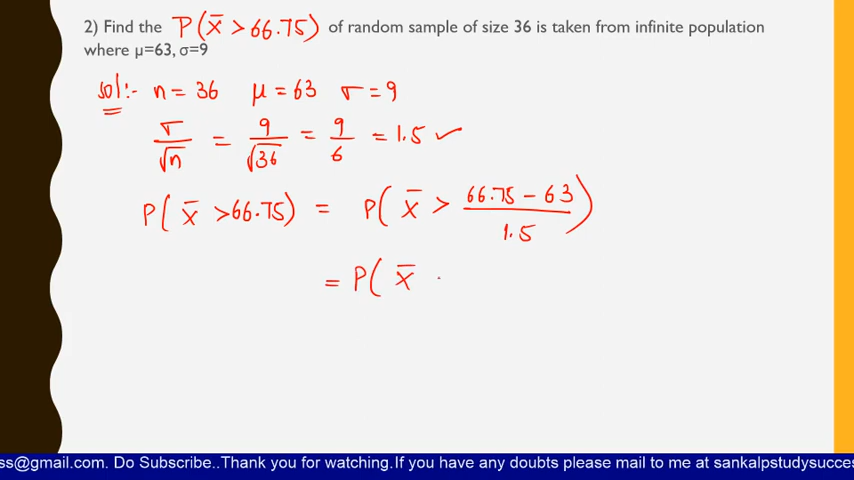 2) Find the P(x̄ > 66.75) of random sample of size 36 is taken from infinite population
where μ=63, σ=9
Sol:- n = 36 μ = 63 σ = 9
σ/√n = 9/√36 = 9/6 = 1.5 ✓
P( x̄ >66.75) = P( x̄ > (66.75 - 63)/1.5 )
= P( x̄
ss@gmail.com. Do Subscribe..Thank you for watching.If you have any doubts please mail to me at sankalpstudysucces